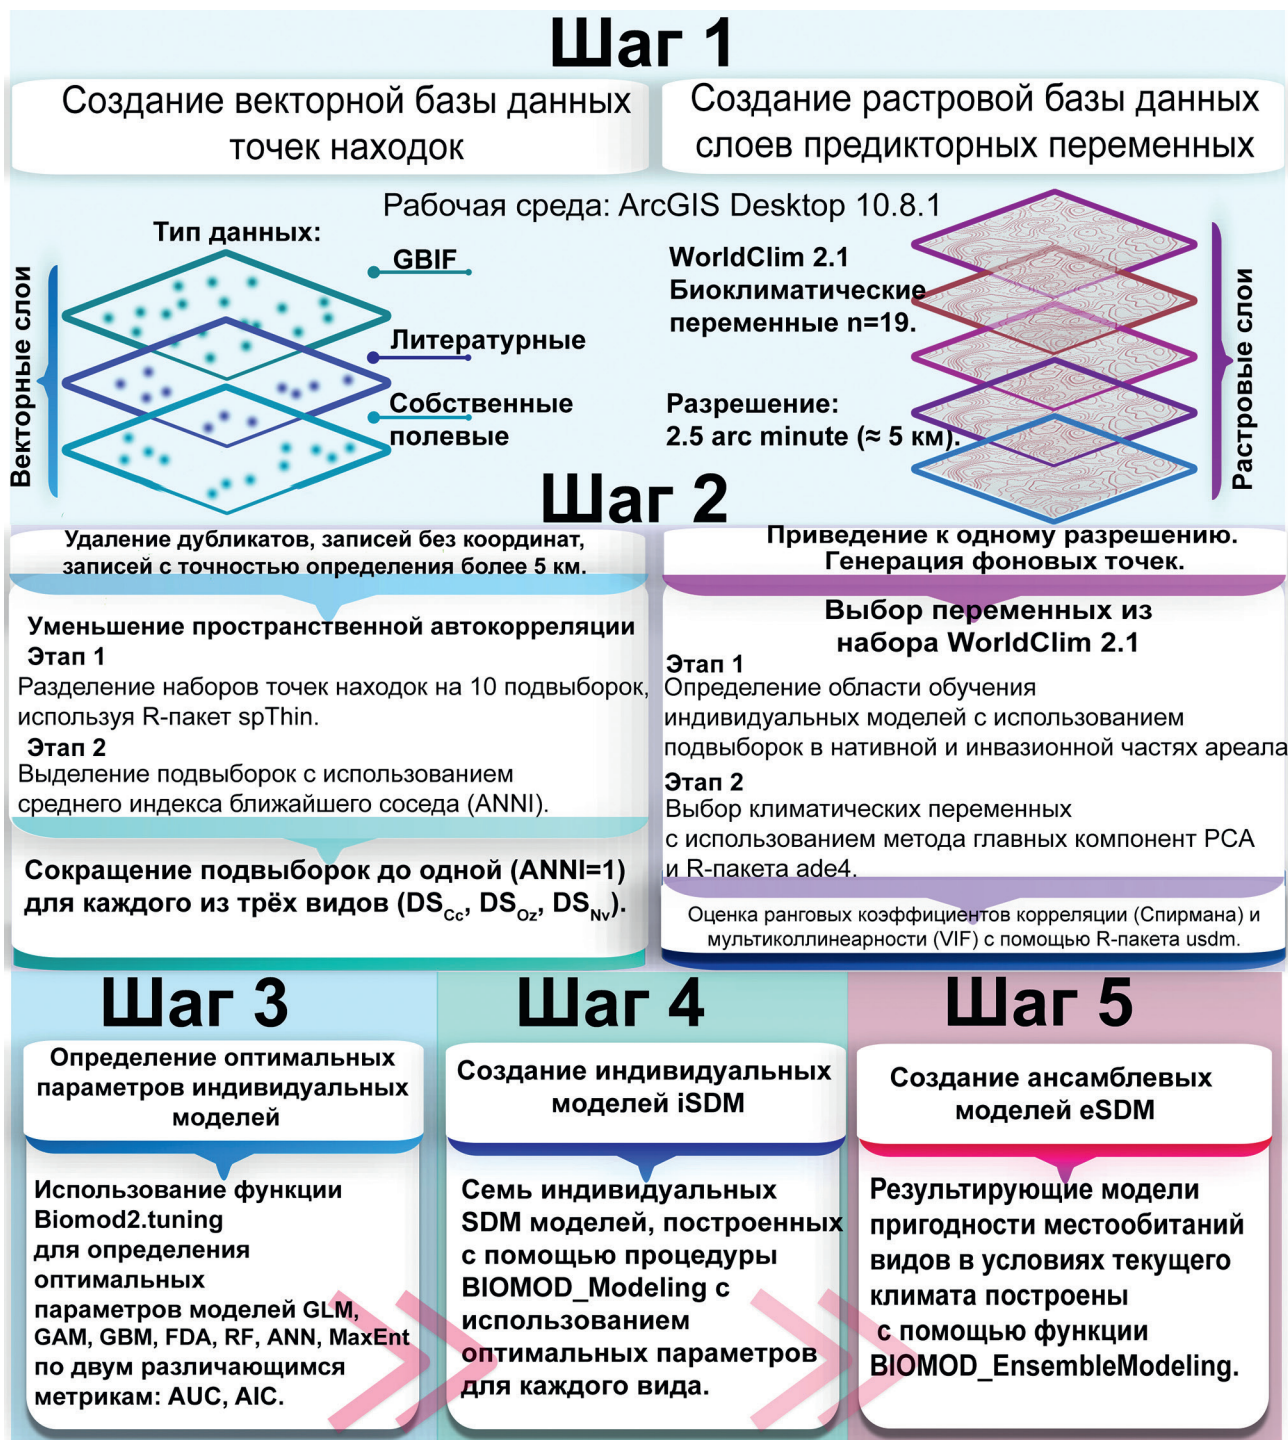 Шаг 1
Создание векторной базы данных
точек находок
Создание растровой базы данных
слоев предикторных переменных
Рабочая среда: ArcGIS Desktop 10.8.1
Тип данных:
Векторные слои
GBIF
Литературные
Собственные
полевые
WorldClim 2.1
Биоклиматические
переменные n=19.
Разрешение:
2.5 arc minute (≈ 5 км).
Растровые слои
Шаг 2
Удаление дубликатов, записей без координат,
записей с точностью определения более 5 км.
Уменьшение пространственной автокорреляции
Этап 1
Разделение наборов точек находок на 10 подвыборок,
используя R-пакет spThin.
Этап 2
Выделение подвыборок с использованием
среднего индекса ближайшего соседа (ANNI).
Сокращение подвыборок до одной (ANNI=1)
для каждого из трёх видов (DS_Cc, DS_Oz, DS_Nv).
Приведение к одному разрешению.
Генерация фоновых точек.
Выбор переменных из
набора WorldClim 2.1
Этап 1
Определение области обучения
индивидуальных моделей с использованием
подвыборок в нативной и инвазионной частях ареала
Этап 2
Выбор климатических переменных
с использованием метода главных компонент PCA
и R-пакета ade4.
Оценка ранговых коэффициентов корреляции (Спирмана) и
мультиколлинеарности (VIF) с помощью R-пакета usdm.
Шаг 3
Определение оптимальных
параметров индивидуальных
моделей
Использование функции
Biomod2.tuning
для определения
оптимальных
параметров моделей GLM,
GAM, GBM, FDA, RF, ANN, MaxEnt
по двум различающимся
метрикам: AUC, AIC.
Шаг 4
Создание индивидуальных
моделей iSDM
Семь индивидуальных
SDM моделей, построенных
с помощью процедуры
BIOMOD_Modeling с
использованием
оптимальных параметров
для каждого вида.
Шаг 5
Создание ансамблевых
моделей eSDM
Результирующие модели
пригодности местообитаний
видов в условиях текущего
климата построены
с помощью функции
BIOMOD_EnsembleModeling.